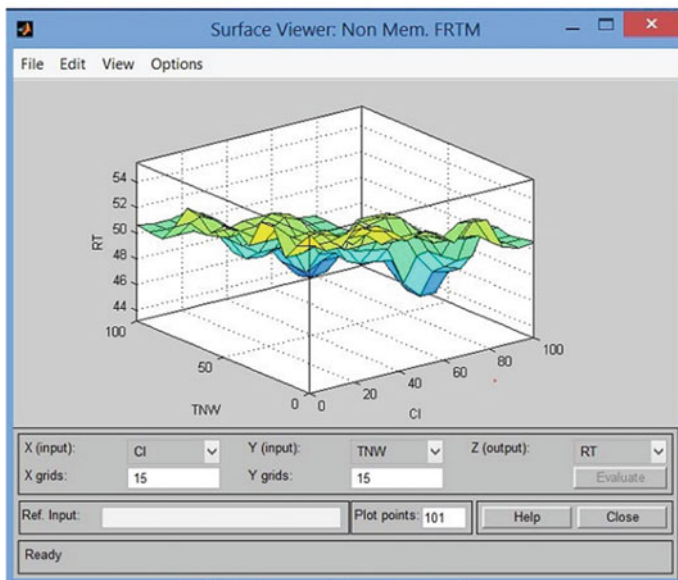 Surface Viewer: Non Mem. FRTM
File Edit View Options
54
52
50
48
46
44
RT
100
50
0
TNW
0
20
40
60
80
100
CI
X (input): CI Y (input): TNW Z (output): RT
X grids: 15 Y grids: 15 Evaluate
Ref. Input: Plot points: 101 Help Close
Ready